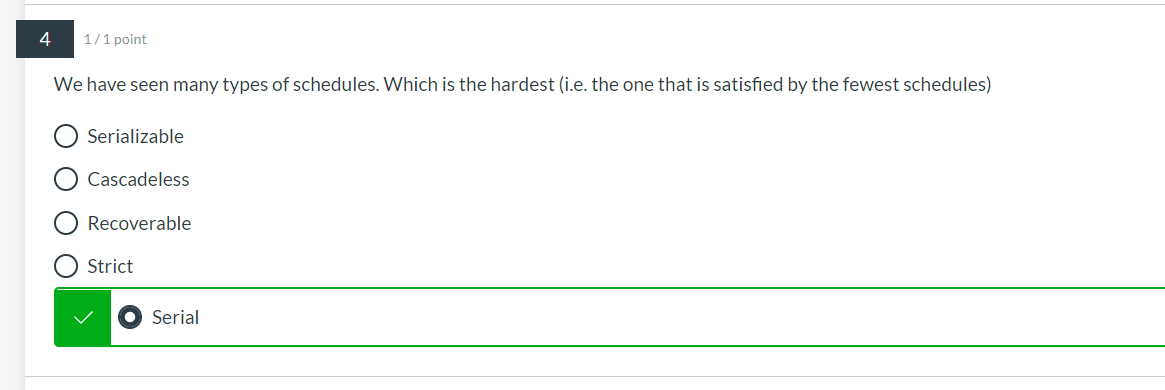 4
1 / 1 point
We have seen many types of schedules. Which is the hardest (i.e. the one that is satisfied by the fewest schedules)
Serializable
Cascadeless
Recoverable
Strict
Serial